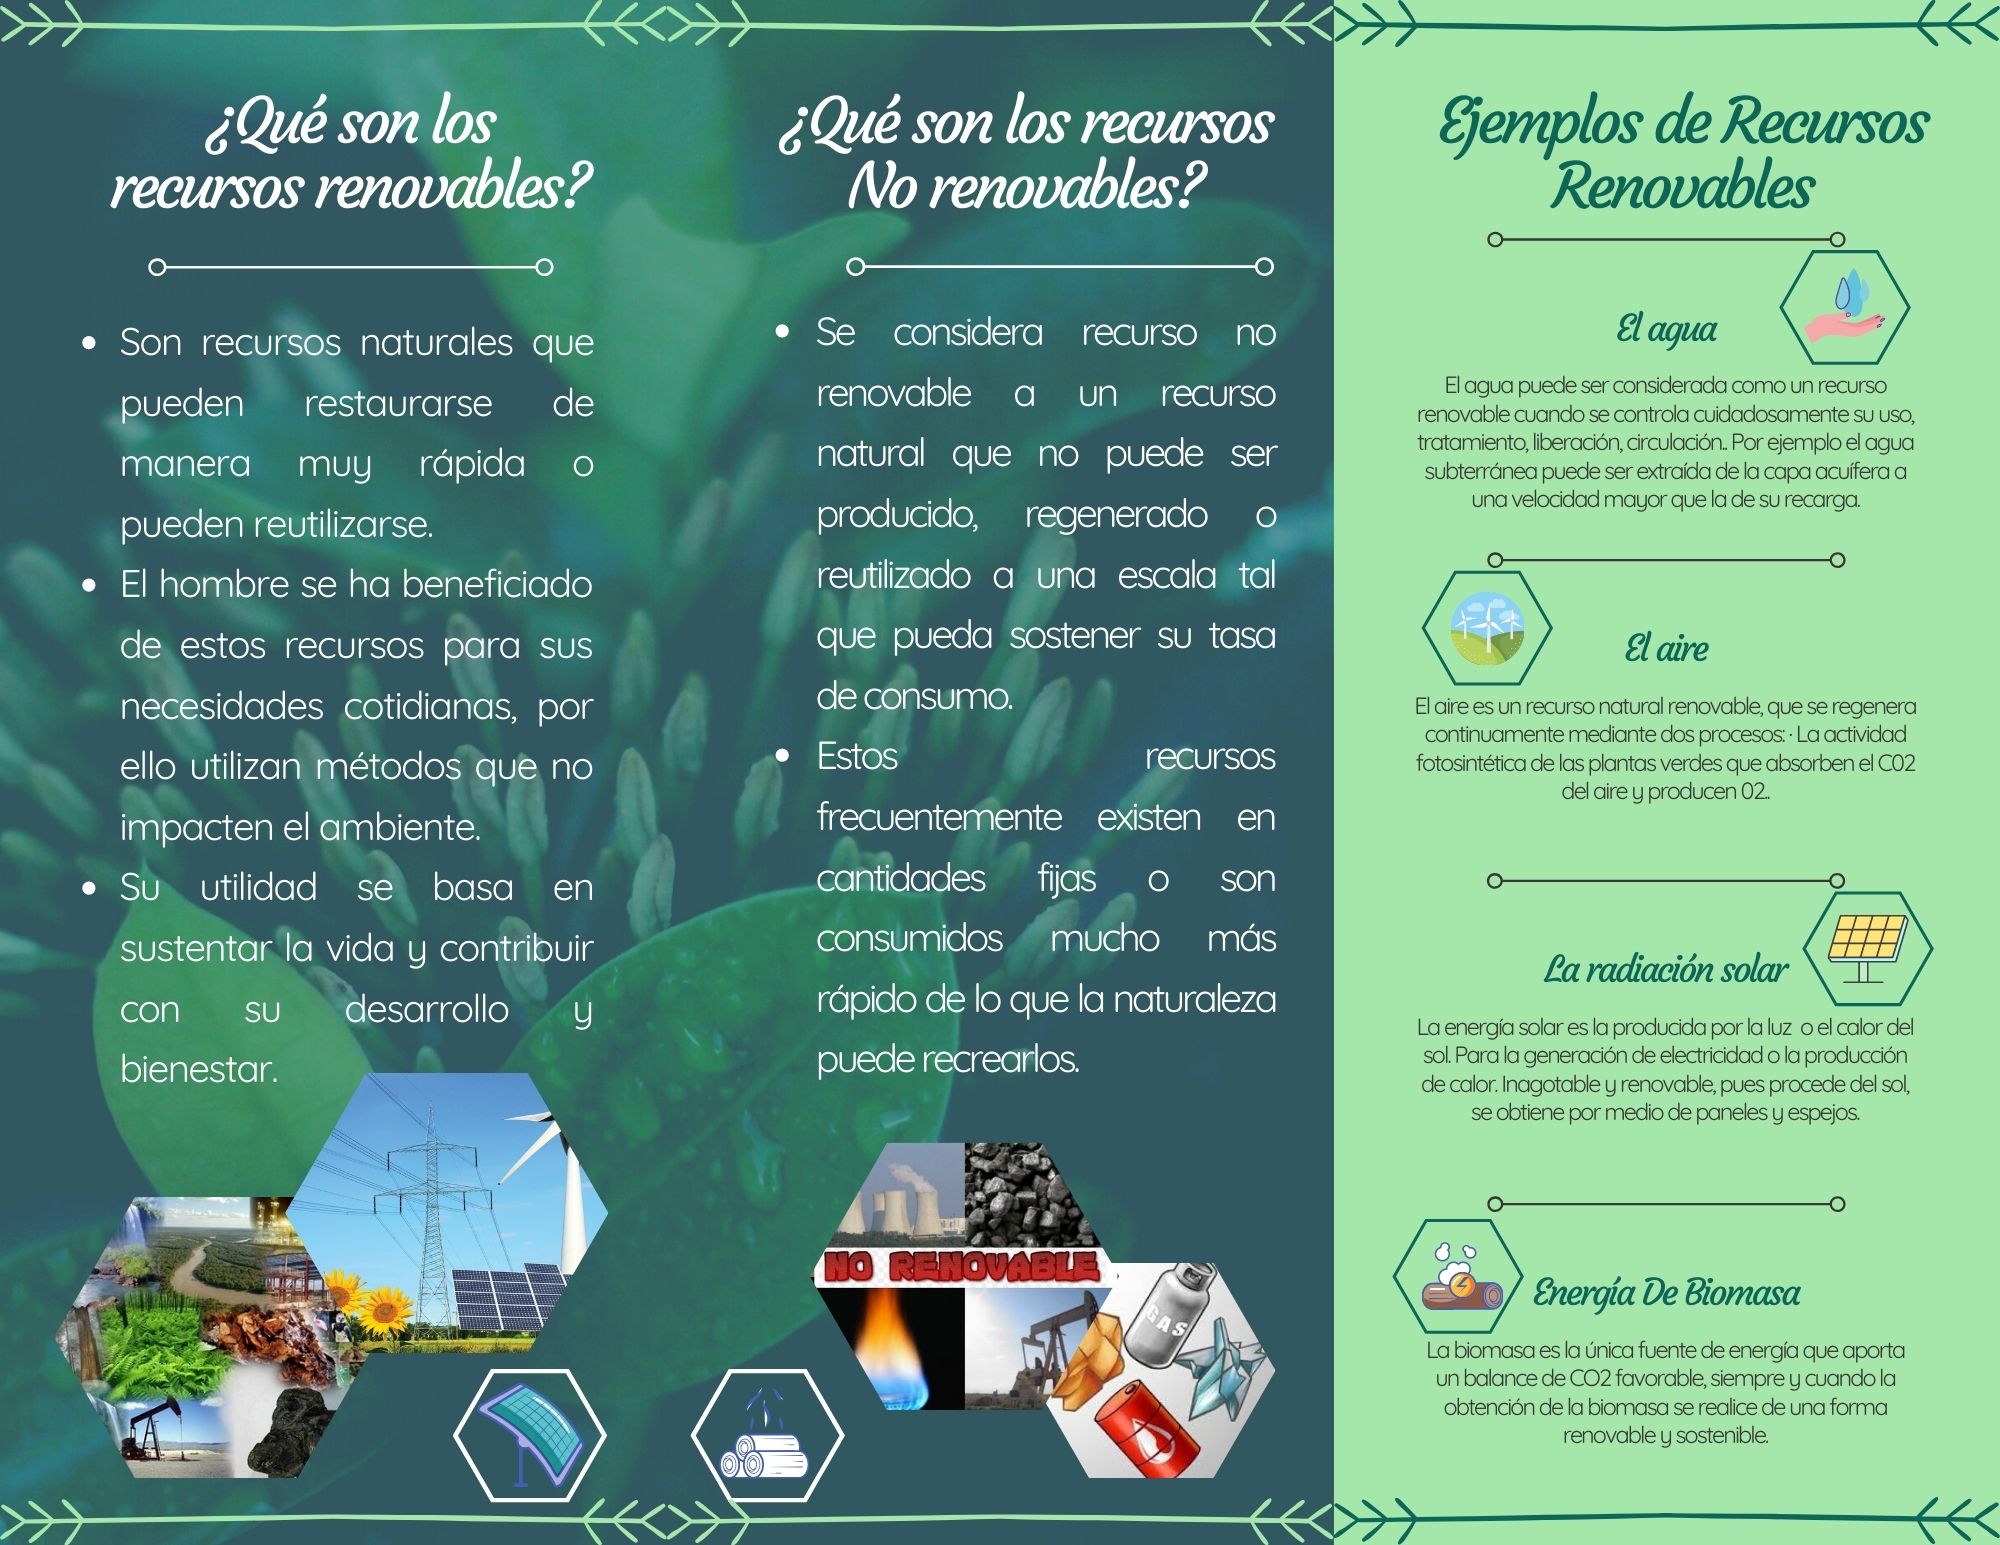 ¿Qué son los
recursos renovables?
Son recursos naturales que
pueden restaurarse de
manera muy rápida o
pueden reutilizarse.
El hombre se ha beneficiado
de estos recursos para sus
necesidades cotidianas, por
ello utilizan métodos que no
impacten el ambiente.
Su utilidad se basa en
sustentar la vida y contribuir
con su desarrollo y
bienestar.
¿Qué son los recursos
No renovables?
Se considera recurso no
renovable a un recurso
natural que no puede ser
producido, regenerado o
reutilizado a una escala tal
que pueda sostener su tasa
de consumo.
Estos recursos
frecuentemente existen en
cantidades fijas o son
consumidos mucho más
rápido de lo que la naturaleza
puede recrearlos.
NO RENOVABLE
GAS
Ejemplos de Recursos
Renovables
El agua
El agua puede ser considerada como un recurso
renovable cuando se controla cuidadosamente su uso,
tratamiento, liberación, circulación.. Por ejemplo el agua
subterránea puede ser extraída de la capa acuífera a
una velocidad mayor que la de su recarga.
El aire
El aire es un recurso natural renovable, que se regenera
continuamente mediante dos procesos: · La actividad
fotosintética de las plantas verdes que absorben el C02
del aire y producen 02..
La radiación solar
La energía solar es la producida por la luz  o el calor del
sol. Para la generación de electricidad o la producción
de calor. Inagotable y renovable, pues procede del sol,
se obtiene por medio de paneles y espejos.
Energía De Biomasa
La biomasa es la única fuente de energía que aporta
un balance de CO2 favorable, siempre y cuando la
obtención de la biomasa se realice de una forma
renovable y sostenible.